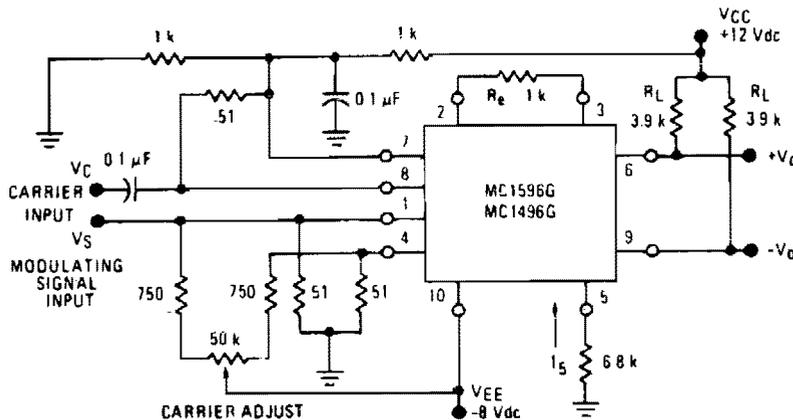 VCC
+12 Vdc
1 k
1 k
Re
1 k
RL
3.9 k
RL
3.9 k
.51
0.1 µF
2
3
7
6
+Vo
VC
0.1 µF
8
MC1596G
MC1496G
CARRIER
INPUT
1
VS
4
9
-Vo
MODULATING
SIGNAL
INPUT
750
750
51
51
10
5
50 k
I5
6.8 k
VEE
-8 Vdc
CARRIER ADJUST